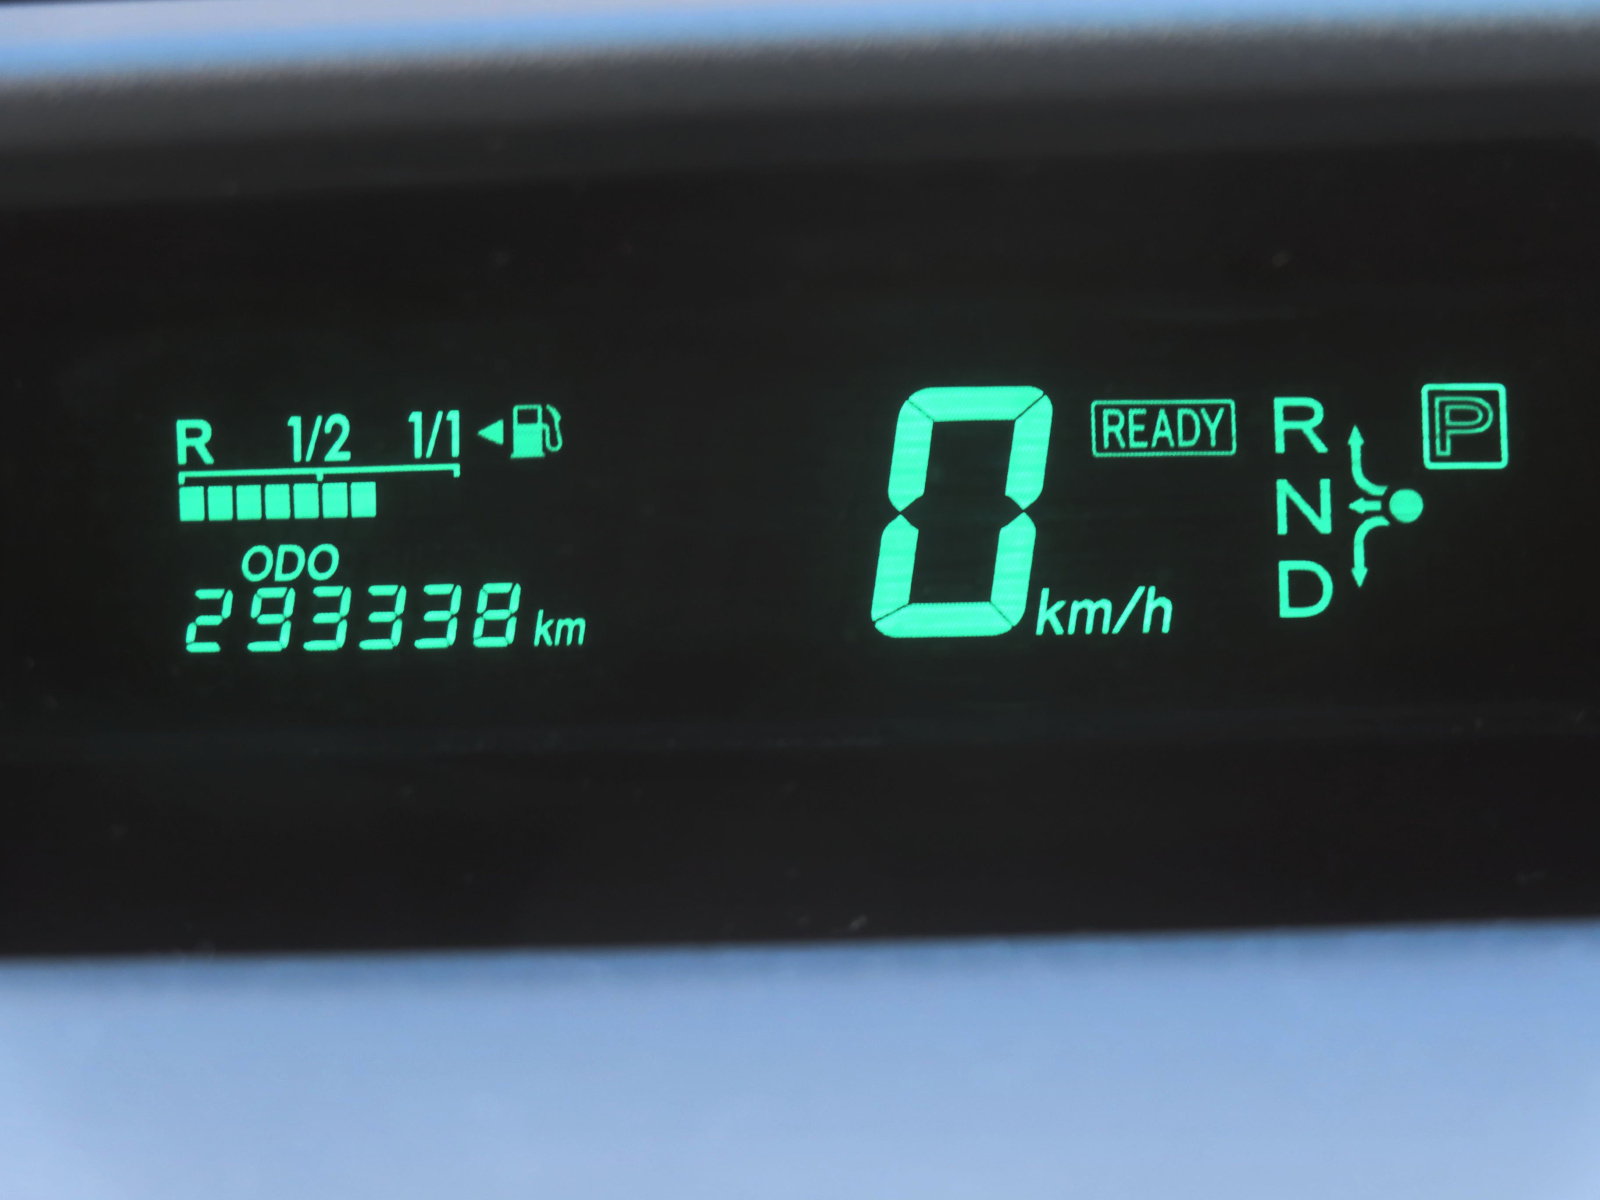 R 1/2 1/1
ODO
293338 km
0 km/h
READY
R
N
D
P